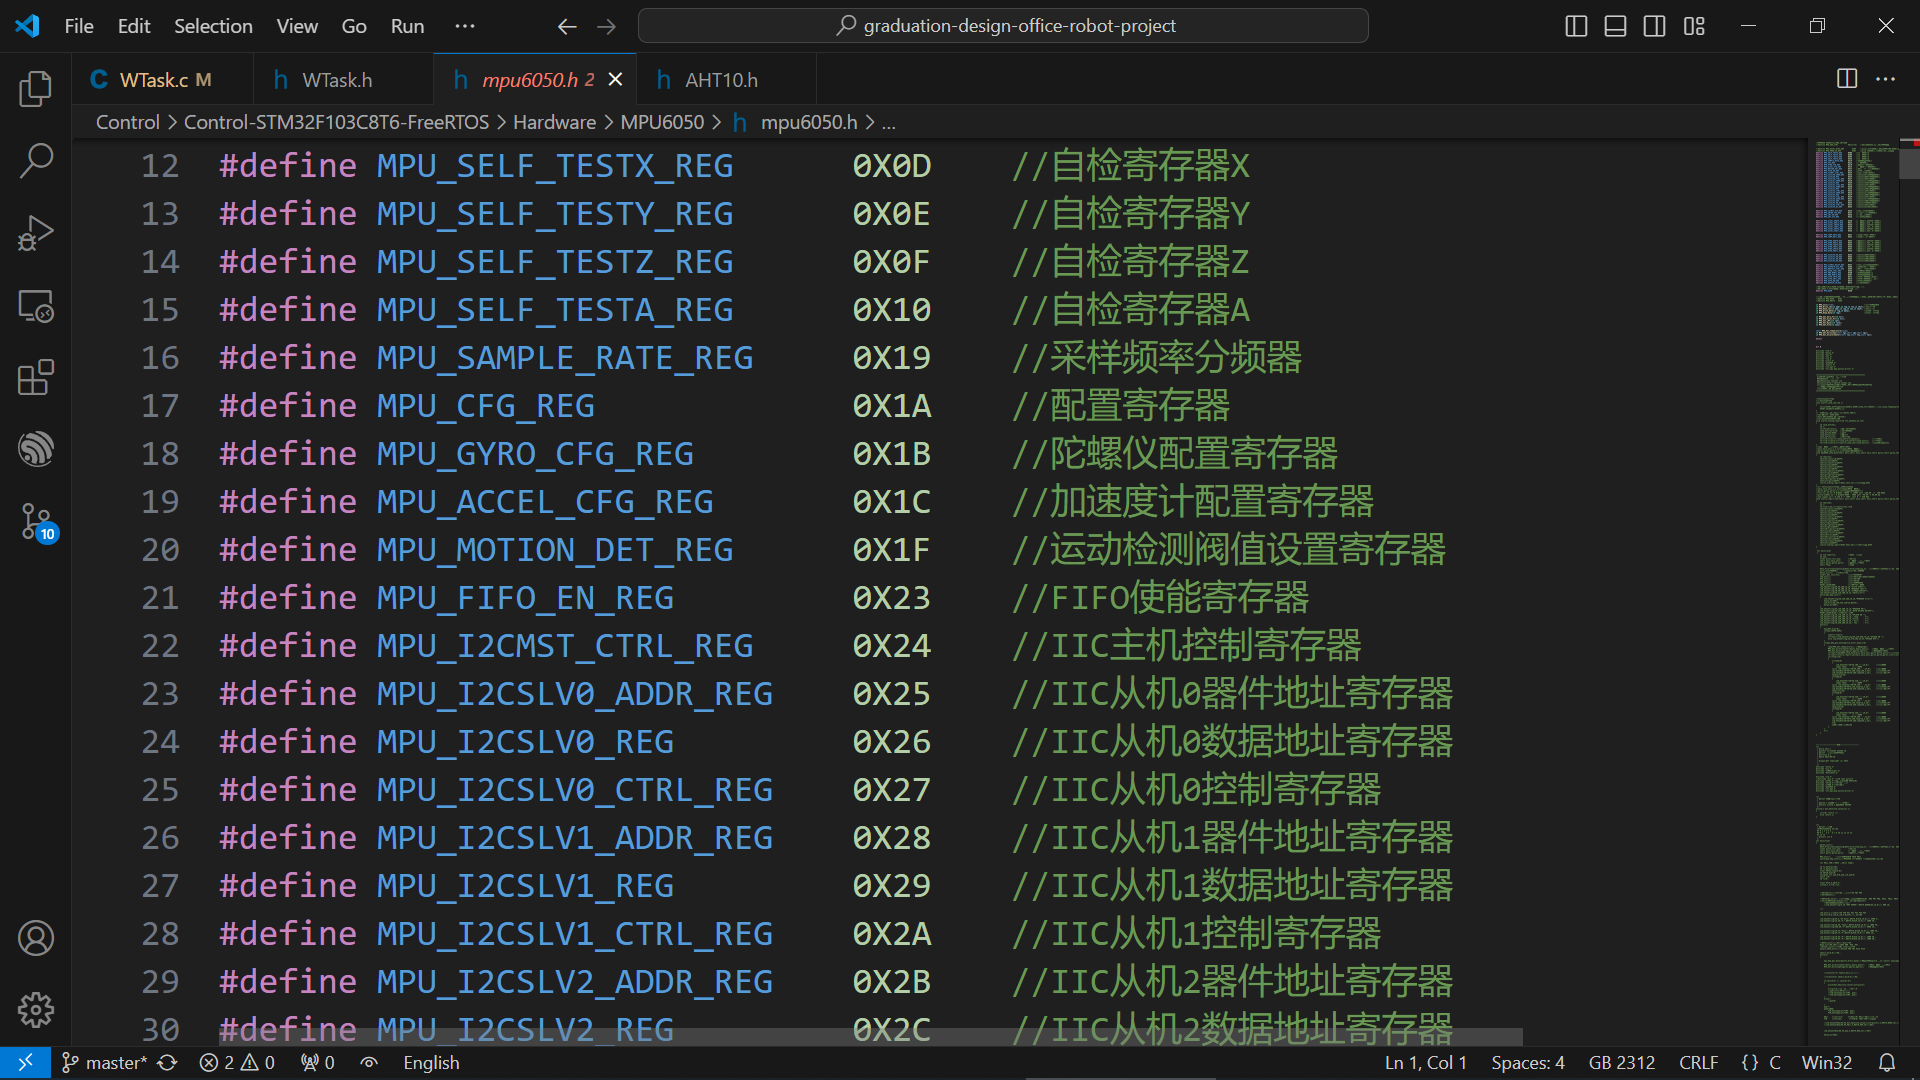 File Edit Selection View Go Run ··· graduation-design-office-robot-project
WTask.c M WTask.h mpu6050.h 2 AHT10.h
Control > Control-STM32F103C8T6-FreeRTOS > Hardware > MPU6050 > h mpu6050.h > ...
12 #define MPU_SELF_TESTX_REG 0X0D //自检寄存器X
13 #define MPU_SELF_TESTY_REG 0X0E //自检寄存器Y
14 #define MPU_SELF_TESTZ_REG 0X0F //自检寄存器Z
15 #define MPU_SELF_TESTA_REG 0X10 //自检寄存器A
16 #define MPU_SAMPLE_RATE_REG 0X19 //采样频率分频器
17 #define MPU_CFG_REG 0X1A //配置寄存器
18 #define MPU_GYRO_CFG_REG 0X1B //陀螺仪配置寄存器
19 #define MPU_ACCEL_CFG_REG 0X1C //加速度计配置寄存器
20 #define MPU_MOTION_DET_REG 0X1F //运动检测阀值设置寄存器
21 #define MPU_FIFO_EN_REG 0X23 //FIFO使能寄存器
22 #define MPU_I2CMST_CTRL_REG 0X24 //IIC主机控制寄存器
23 #define MPU_I2CSLV0_ADDR_REG 0X25 //IIC从机0器件地址寄存器
24 #define MPU_I2CSLV0_REG 0X26 //IIC从机0数据地址寄存器
25 #define MPU_I2CSLV0_CTRL_REG 0X27 //IIC从机0控制寄存器
26 #define MPU_I2CSLV1_ADDR_REG 0X28 //IIC从机1器件地址寄存器
27 #define MPU_I2CSLV1_REG 0X29 //IIC从机1数据地址寄存器
28 #define MPU_I2CSLV1_CTRL_REG 0X2A //IIC从机1控制寄存器
29 #define MPU_I2CSLV2_ADDR_REG 0X2B //IIC从机2器件地址寄存器
30 #define MPU_I2CSLV2_REG 0X2C //IIC从机2数据地址寄存器
10
master* 2 0 0 English Ln 1, Col 1 Spaces: 4 GB 2312 CRLF {} C Win32